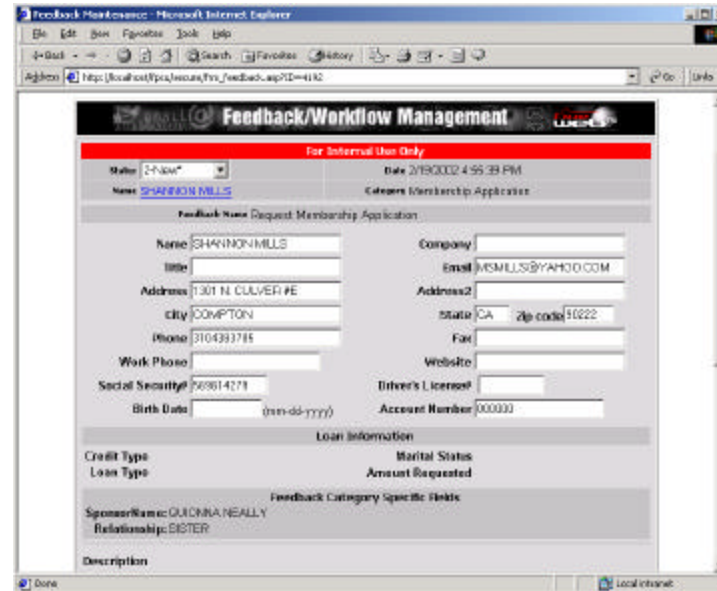 Feedback Maintenance - Microsoft Internet Explorer
File Edit View Favorites Tools Help
Back Search Favorites History
Address Go Links
Feedback/Workflow Management
For Internal Use Only
Status 2-New* Date 2/19/2002 4:56:39 PM
Name SHANNON MILLS Category Membership Application
Feedback Name Request Membership Application
Name SHANNON MILLS Company
Title Email MSMILLS@YAHOO.COM
Address 1301 N. CULVER #E Address2
City COMPTON State CA Zip code 90222
Phone Fax
Work Phone Website
Social Security# Driver's License#
Birth Date (mm-dd-yyyy) Account Number 000000
Loan Information
Credit Type Marital Status
Loan Type Amount Requested
Feedback Category Specific Fields
SponsorName: NEALLY
Relationship: SISTER
Description
Done Local intranet